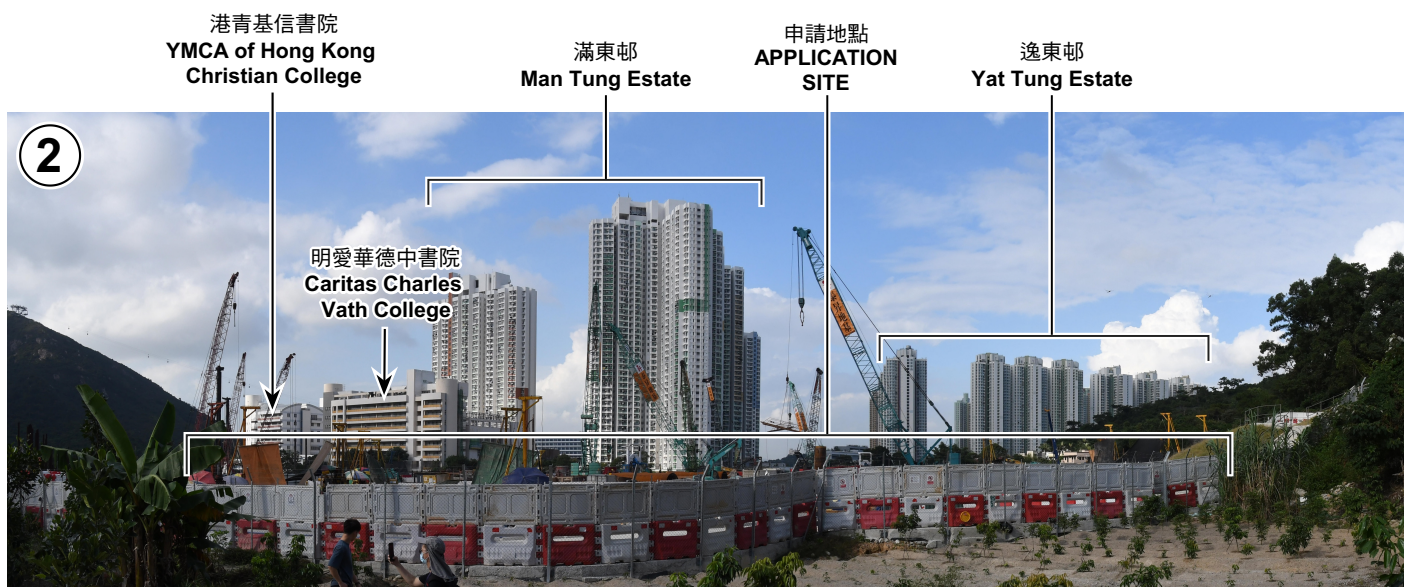 港青基信書院
YMCA of Hong Kong
Christian College
滿東邨
Man Tung Estate
申請地點
APPLICATION
SITE
逸東邨
Yat Tung Estate
2
明愛華德中書院
Caritas Charles
Vath College